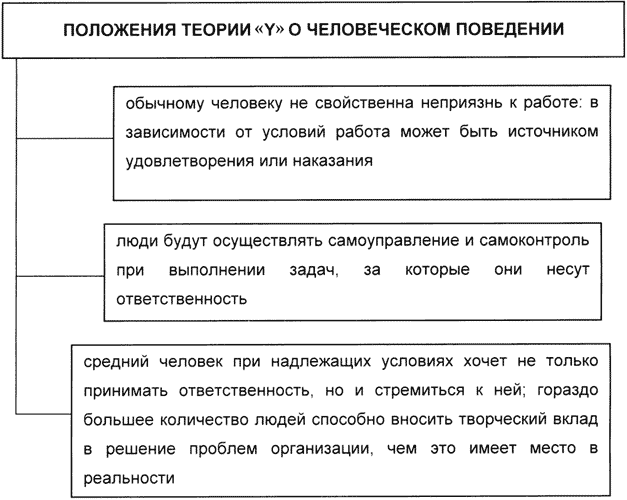 ПОЛОЖЕНИЯ ТЕОРИИ «Y» О ЧЕЛОВЕЧЕСКОМ ПОВЕДЕНИИ
обычному человеку не свойственна неприязнь к работе: в
зависимости от условий работа может быть источником
удовлетворения или наказания
люди будут осуществлять самоуправление и самоконтроль
при выполнении задач, за которые они несут
ответственность
средний человек при надлежащих условиях хочет не только
принимать ответственность, но и стремиться к ней; гораздо
большее количество людей способно вносить творческий вклад
в решение проблем организации, чем это имеет место в
реальности